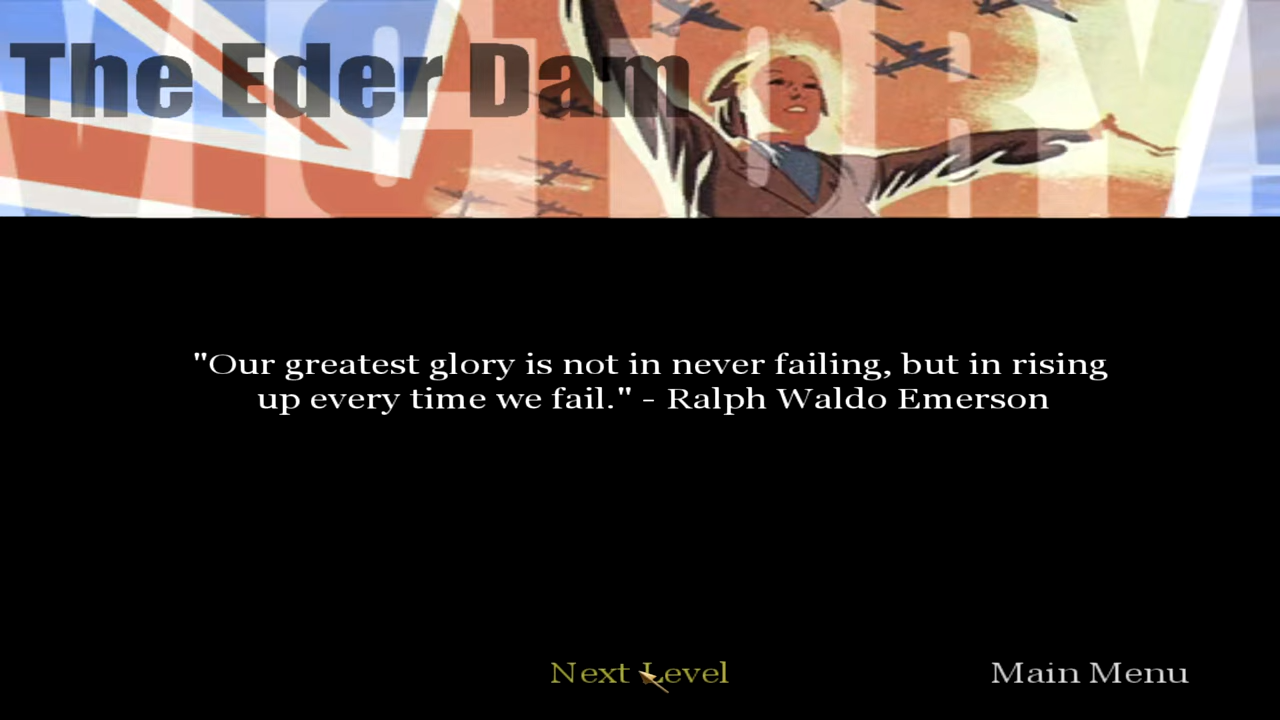 VICTORY
The Eder Dam
"Our greatest glory is not in never failing, but in rising
up every time we fail." - Ralph Waldo Emerson
Next Level
Main Menu